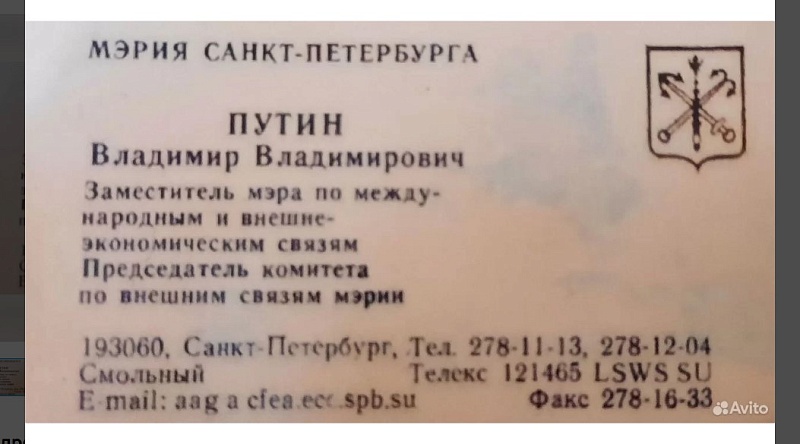 МЭРИЯ САНКТ-ПЕТЕРБУРГА
ПУТИН
Владимир Владимирович
Заместитель мэра по между-
народным и внешне-
экономическим связям
Председатель комитета
по внешним связям мэрии
193060, Санкт-Петербург, Тел. 278-11-13, 278-12-04
Смольный Телекс 121465 LSWS SU
E-mail: aag a Факс 278-16-33
Avito